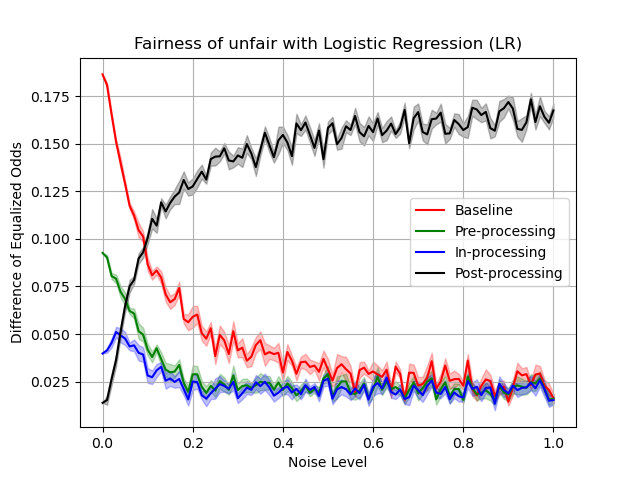 Fairness of unfair with Logistic Regression (LR)
Difference of Equalized Odds
0.175
0.150
0.125
0.100
0.075
0.050
0.025
Baseline
Pre-processing
In-processing
Post-processing
0.0 0.2 0.4 0.6 0.8 1.0
Noise Level